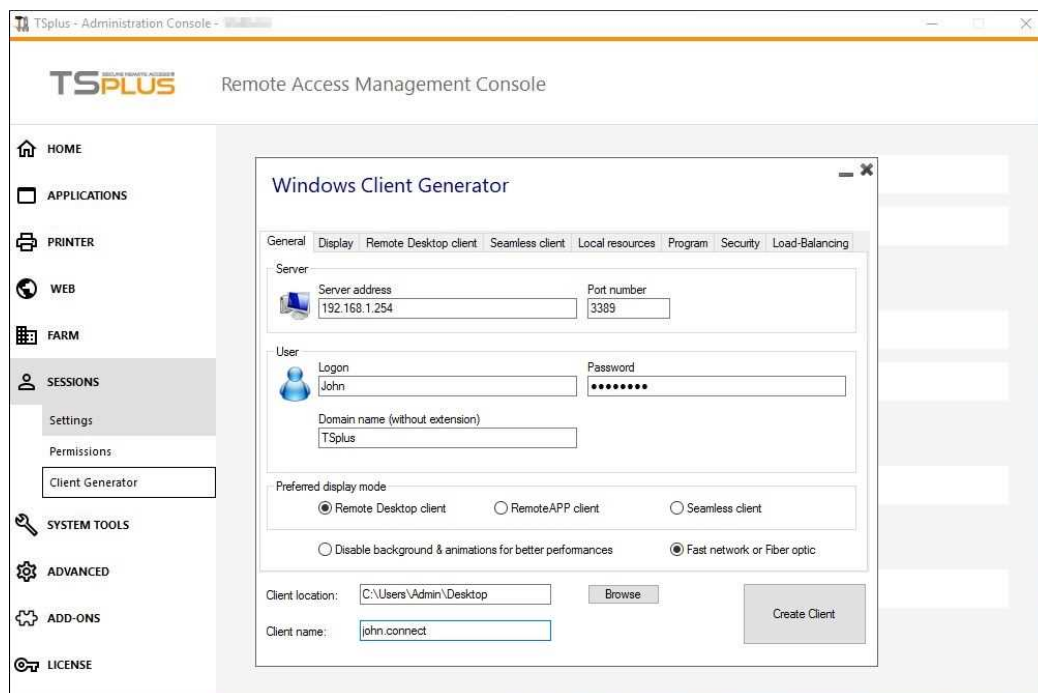 TSplus - Administration Console -
TSPLUS SECURE REMOTE ACCESS
Remote Access Management Console
HOME
APPLICATIONS
PRINTER
WEB
FARM
SESSIONS
Settings
Permissions
Client Generator
SYSTEM TOOLS
ADVANCED
ADD-ONS
LICENSE
Windows Client Generator
General Display Remote Desktop client Seamless client Local resources Program Security Load-Balancing
Server
Server address Port number
192.168.1.254 3389
User
Logon Password
John ●●●●●●●●
Domain name (without extension)
TSplus
Preferred display mode
Remote Desktop client RemoteAPP client Seamless client
Disable background & animations for better performances Fast network or Fiber optic
Client location: C:\Users\Admin\Desktop Browse
Create Client
Client name: john.connect